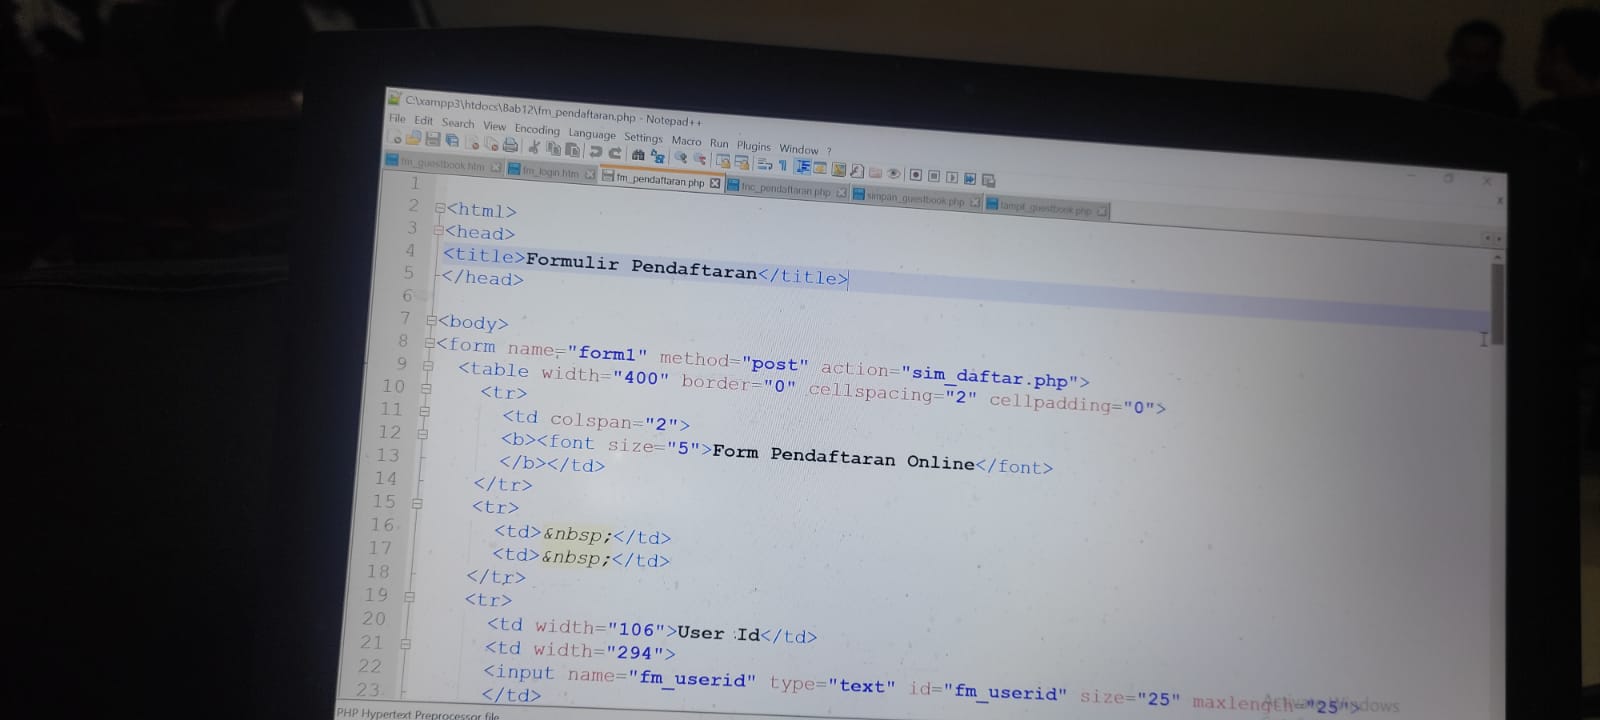 C:\xampp3\htdocs\Bab12\fm_pendaftaran.php - Notepad++
File Edit Search View Encoding Language Settings Macro Run Plugins Window ?
fm_guestbook.htm fm_login.htm fm_pendaftaran.php fnc_pendaftaran.php simpan_guestbook.php tampil_guestbook.php
1
2 <html>
3 <head>
4 <title>Formulir Pendaftaran</title>
5 </head>
6
7 <body>
8 <form name="form1" method="post" action="sim_daftar.php">
9 <table width="400" border="0" cellspacing="2" cellpadding="0">
10 <tr>
11 <td colspan="2">
12 <b><font size="5">Form Pendaftaran Online</font>
13 </b></td>
14 </tr>
15 <tr>
16 <td>&nbsp;</td>
17 <td>&nbsp;</td>
18 </tr>
19 <tr>
20 <td width="106">User Id</td>
21 <td width="294">
22 <input name="fm_userid" type="text" id="fm_userid" size="25" maxlength="25">
23 </td>
Activate Windows
PHP Hypertext Preprocessor file